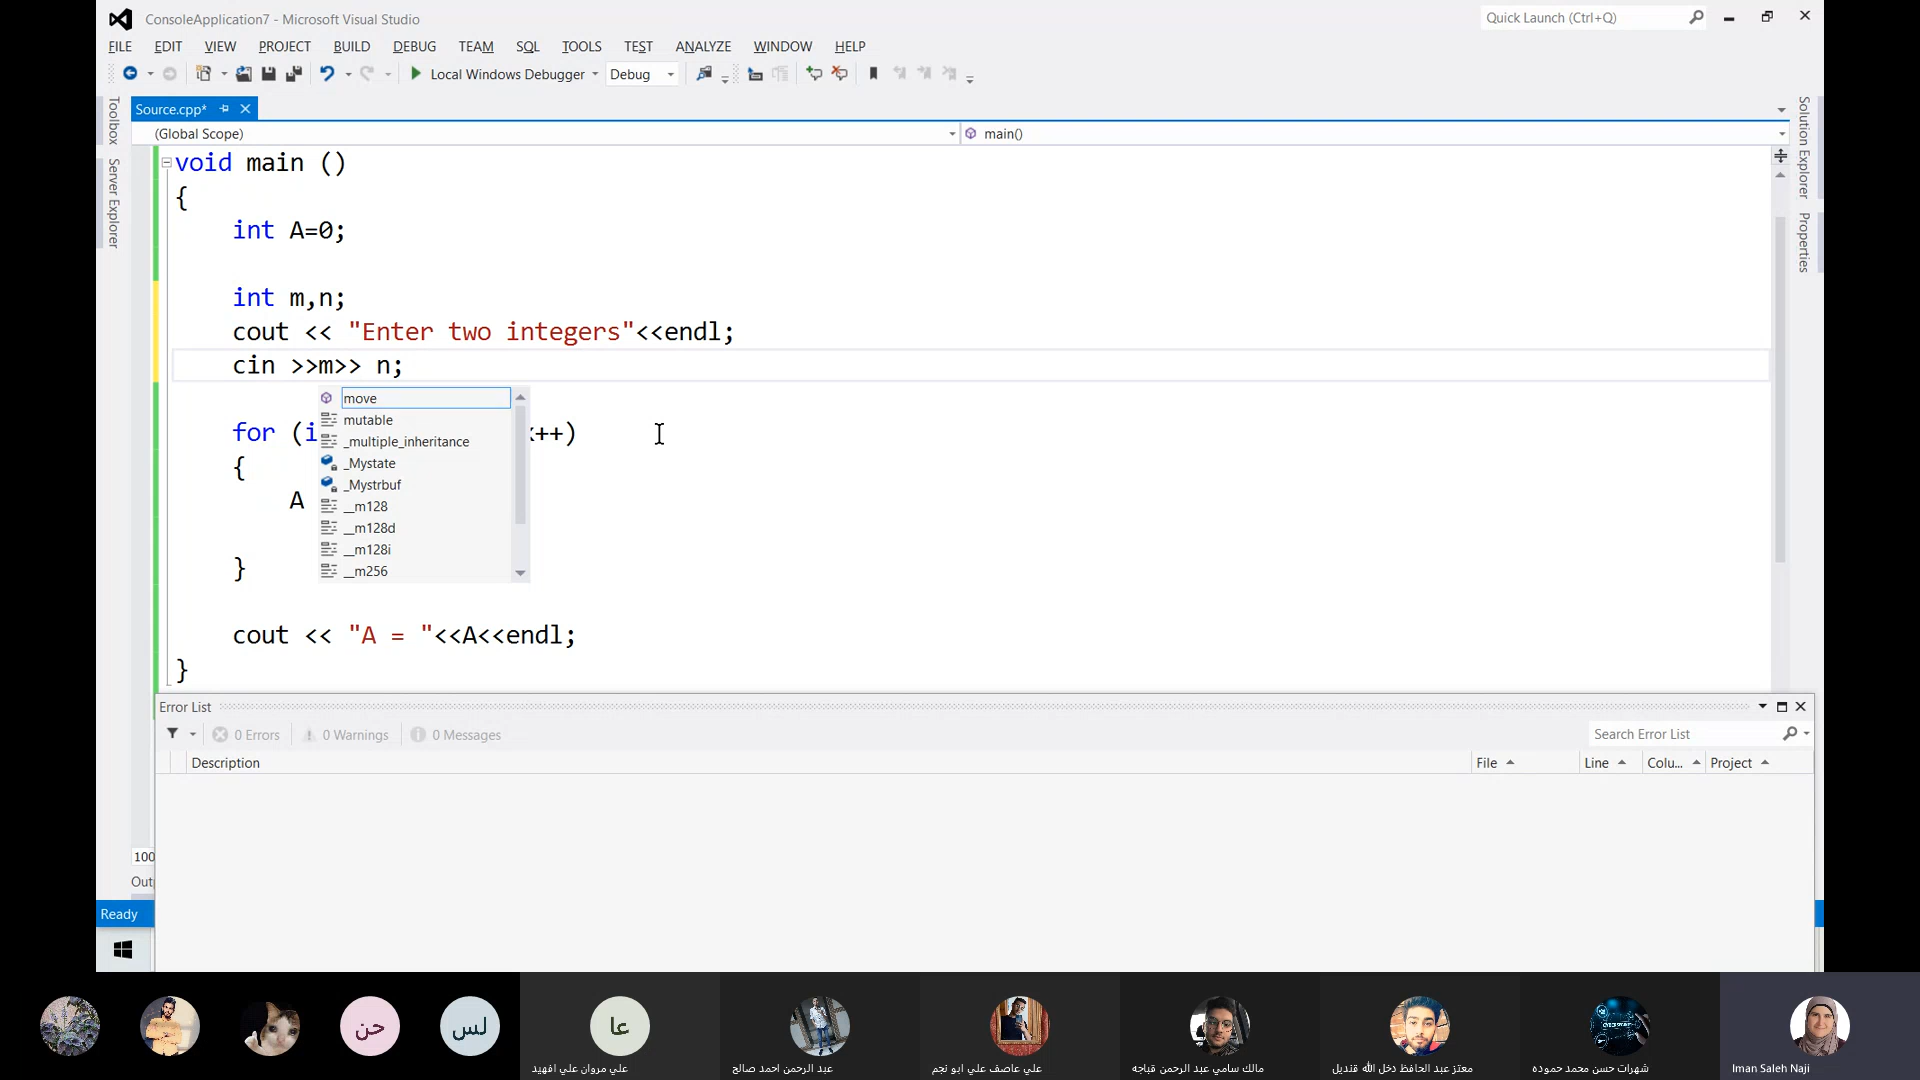 ConsoleApplication7 - Microsoft Visual Studio
Quick Launch (Ctrl+Q)
FILE EDIT VIEW PROJECT BUILD DEBUG TEAM SQL TOOLS TEST ANALYZE WINDOW HELP
Local Windows Debugger Debug
Toolbox
Server Explorer
Solution Explorer
Properties
Source.cpp*
(Global Scope) main()
void main ()
{
int A=0;
int m,n;
cout << "Enter two integers"<<endl;
cin >>m>> n;
move
mutable
_multiple_inheritance
_Mystate
_Mystrbuf
__m128
__m128d
__m128i
__m256
for (i ++)
{
A
}
cout << "A = "<<A<<endl;
}
Error List
0 Errors 0 Warnings 0 Messages Search Error List
Description File Line Colu... Project
100
Out
Ready
حن
لس
عا
علي مروان علي افهيد
عبد الرحمن احمد صالح
علي عاصف علي ابو نجم
مالك سامي عبد الرحمن قباجه
معتز عبد الحافظ دخل الله قنديل
شهرات حسن محمد حموده
Iman Saleh Naji